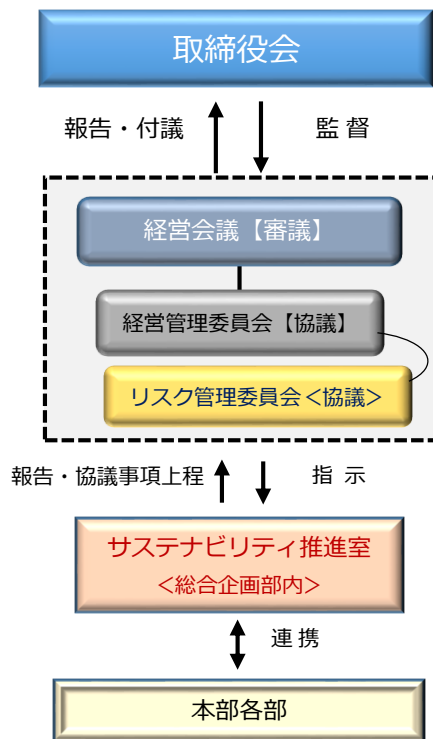 取締役会
報告・付議
監 督
経営会議【審議】
経営管理委員会【協議】
リスク管理委員会<協議>
報告・協議事項上程
指 示
サステナビリティ推進室
<総合企画部内>
連 携
本部各部